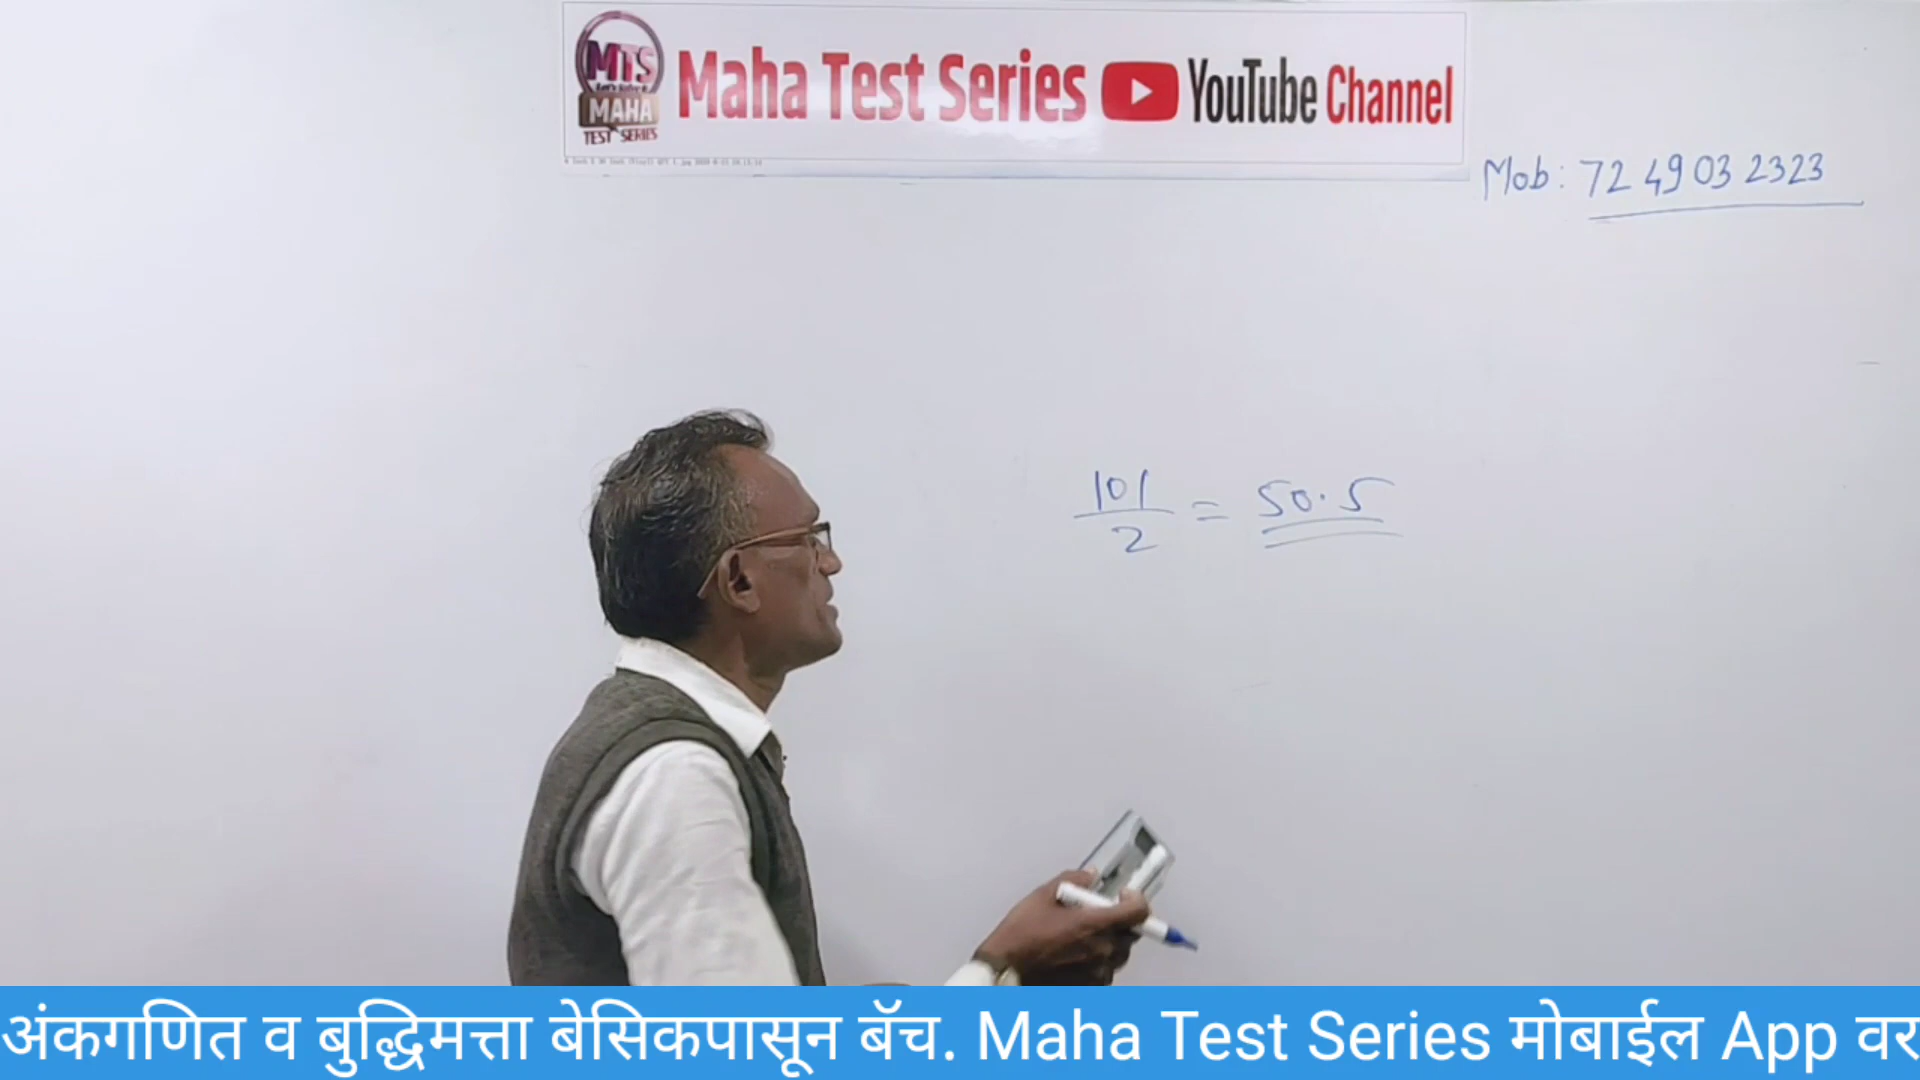 MTS
MAHA
TEST SERIES
Maha Test Series YouTube Channel
Mob: 72 49 03 2323
101/2 = 50.5
अंकगणित व बुद्धिमत्ता बेसिकपासून बॅच. Maha Test Series मोबाईल App वर